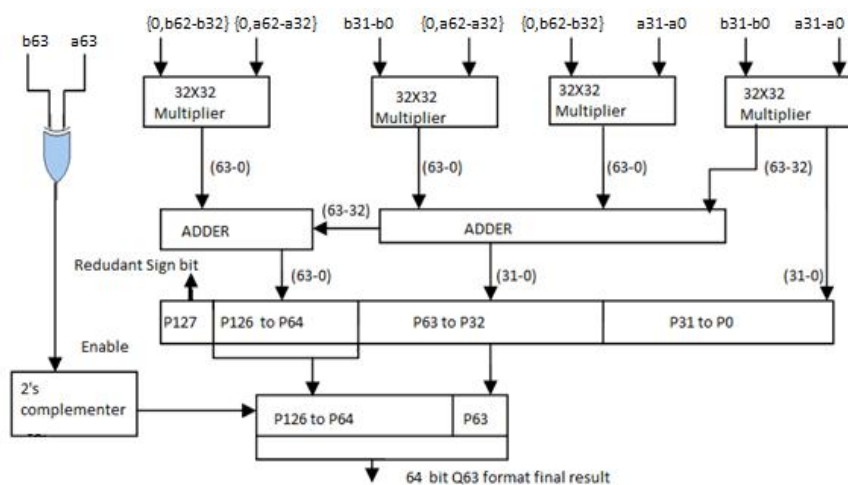 {0,b62-b32} {0,a62-a32} b31-b0 {0,a62-a32} {0,b62-b32} a31-a0 b31-b0 a31-a0
b63 a63
32X32 Multiplier
32X32 Multiplier
32X32 Multiplier
32X32 Multiplier
(63-0) (63-0) (63-0) (63-32)
(63-32)
ADDER
ADDER
Redudant Sign bit
(63-0) (31-0) (31-0)
P127 P126 to P64 P63 to P32 P31 to P0
Enable
2's
complementer
P126 to P64 P63
64 bit Q63 format final result